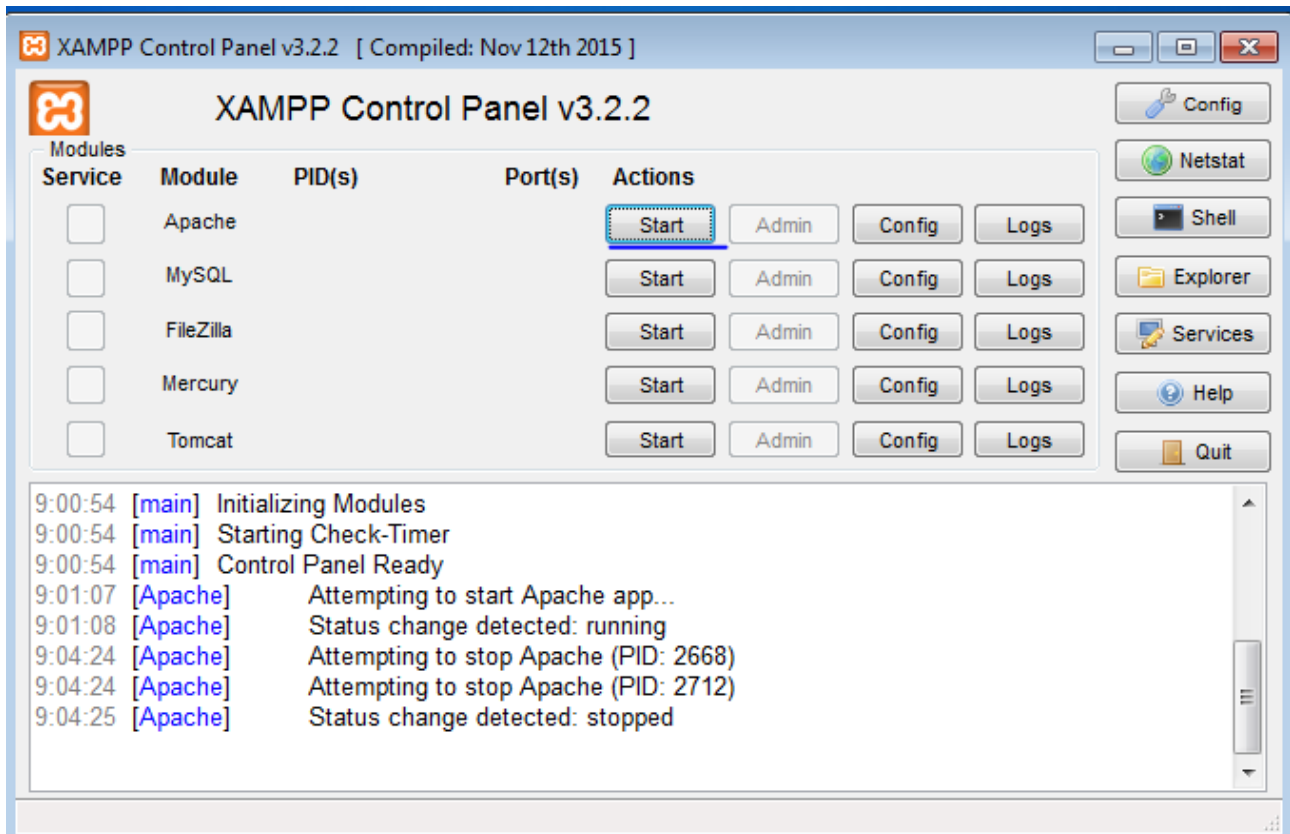 XAMPP Control Panel v3.2.2 [ Compiled: Nov 12th 2015 ]
XAMPP Control Panel v3.2.2
Config
Modules
Netstat
Service Module PID(s) Port(s) Actions
Apache Start Admin Config Logs
Shell
MySQL Start Admin Config Logs
Explorer
FileZilla Start Admin Config Logs
Services
Mercury Start Admin Config Logs
Help
Tomcat Start Admin Config Logs
Quit
9:00:54 [main] Initializing Modules
9:00:54 [main] Starting Check-Timer
9:00:54 [main] Control Panel Ready
9:01:07 [Apache] Attempting to start Apache app...
9:01:08 [Apache] Status change detected: running
9:04:24 [Apache] Attempting to stop Apache (PID: 2668)
9:04:24 [Apache] Attempting to stop Apache (PID: 2712)
9:04:25 [Apache] Status change detected: stopped